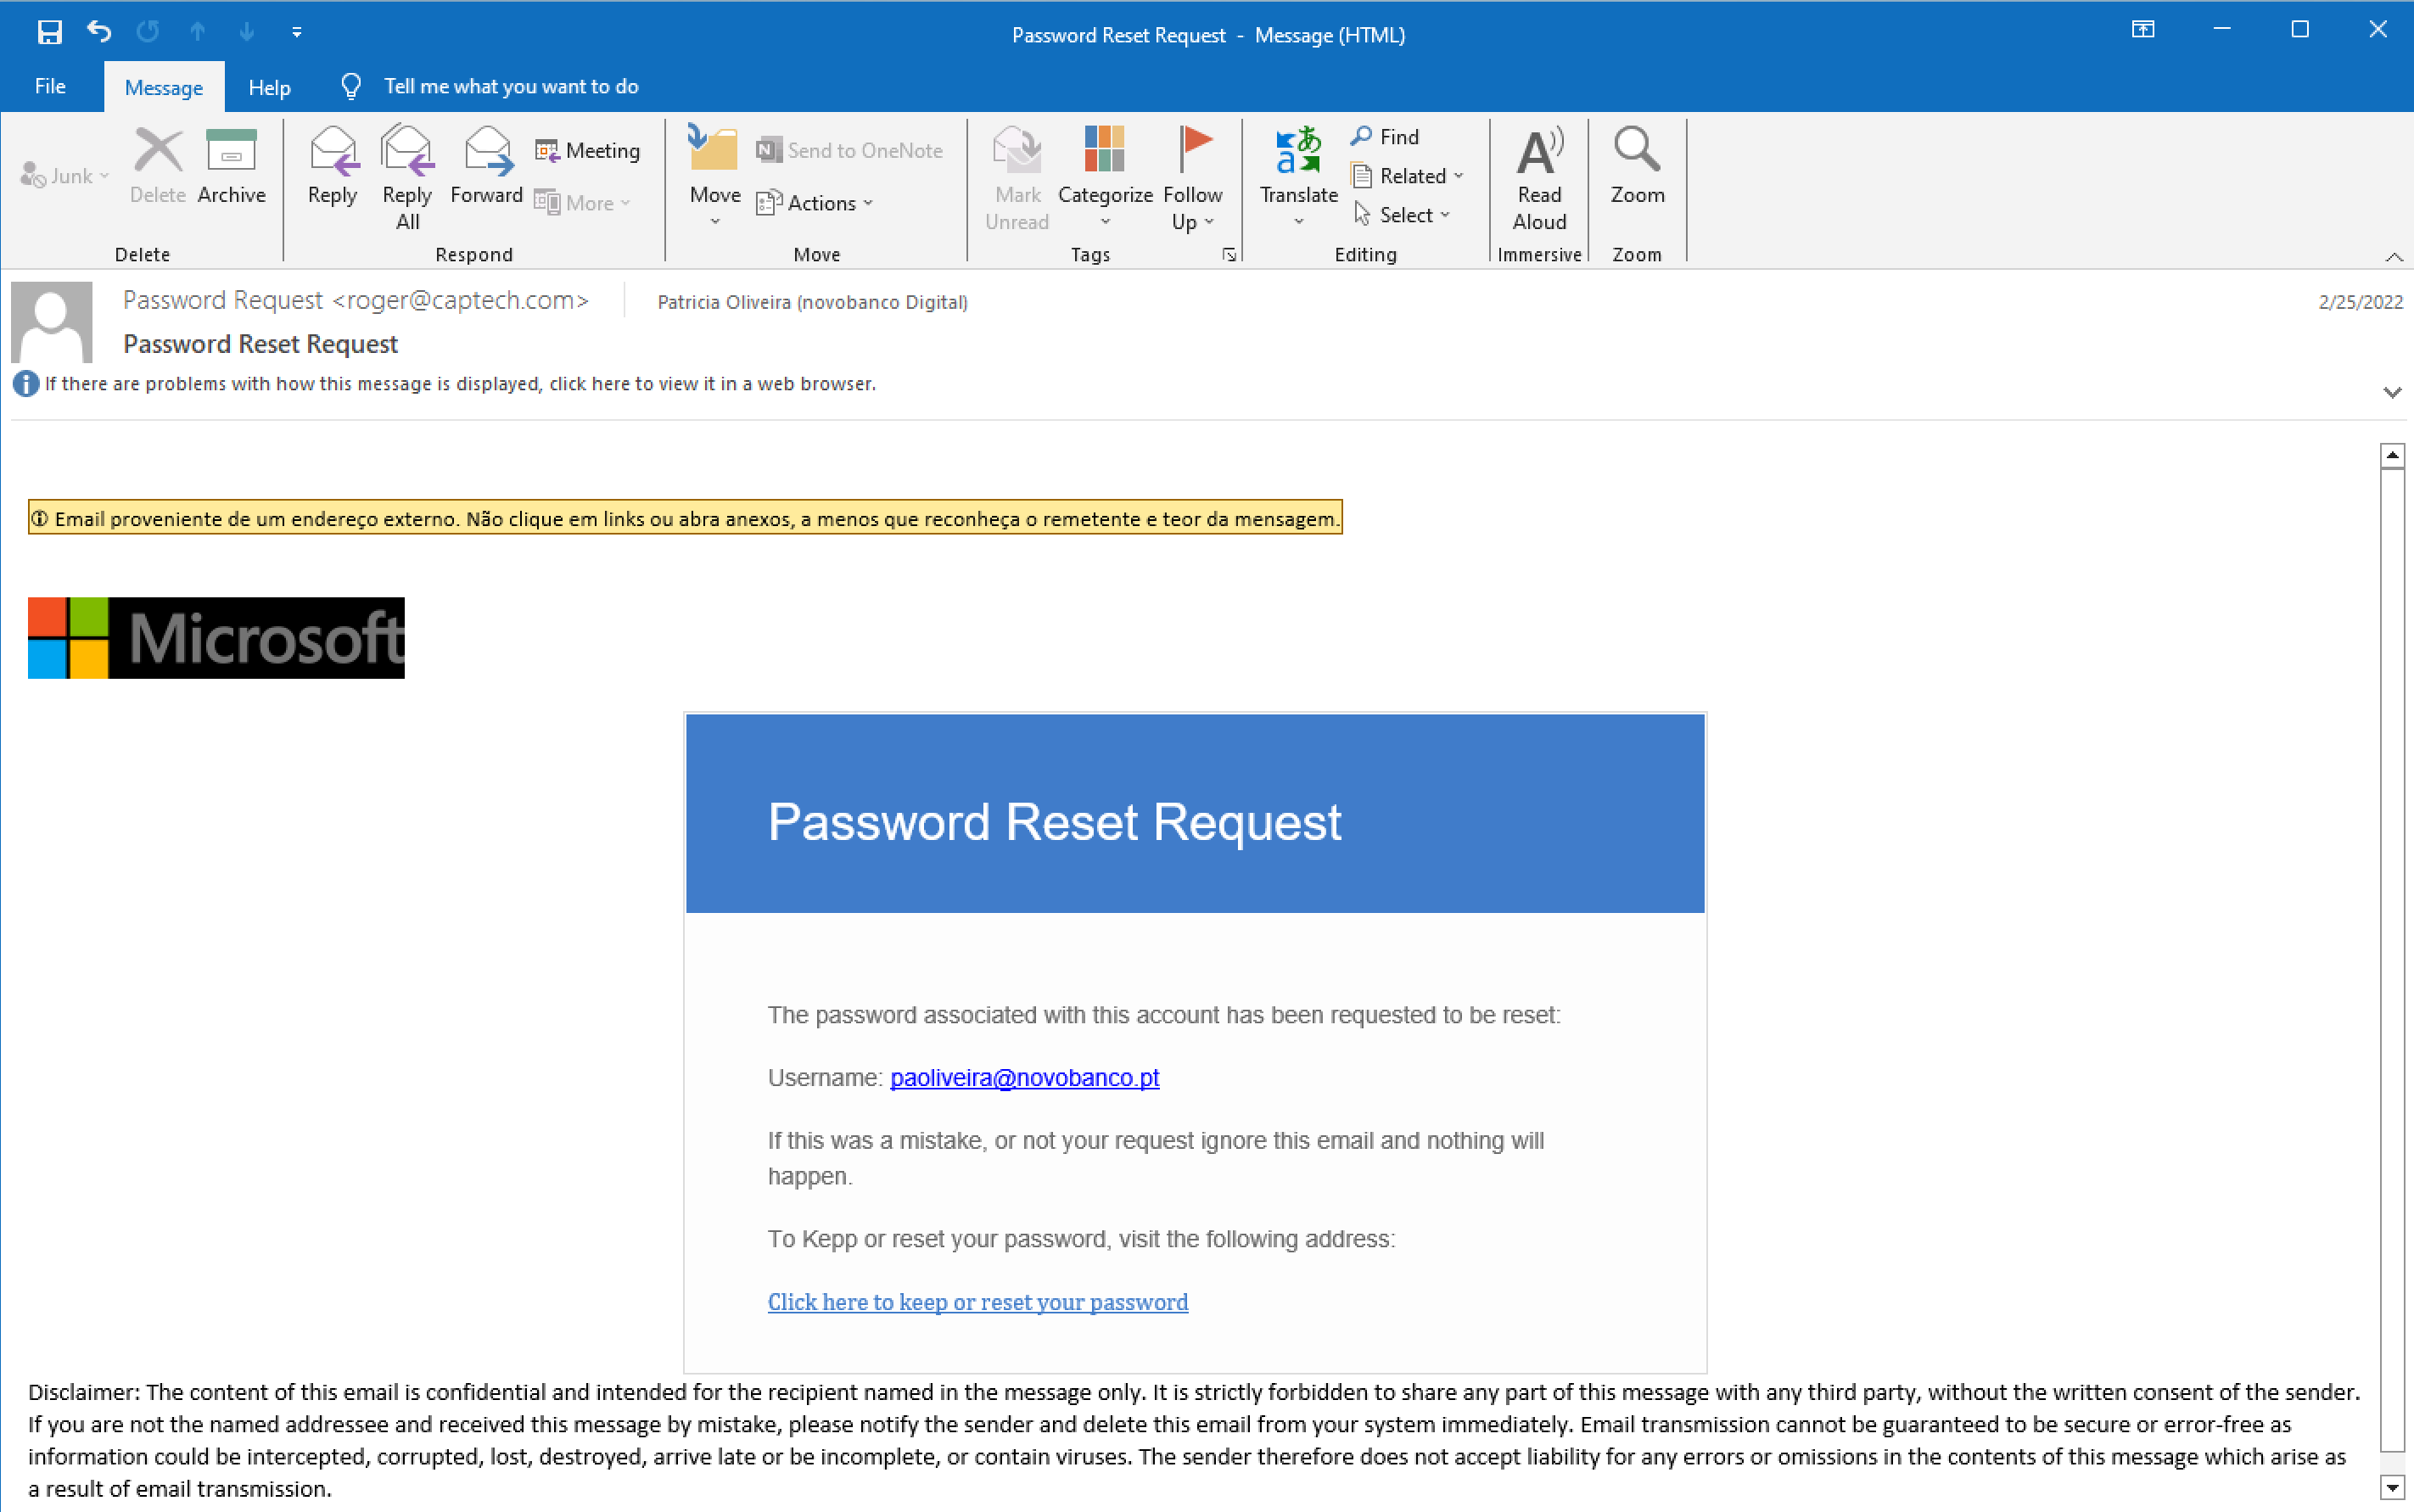 Password Reset Request - Message (HTML)
File Message Help Tell me what you want to do
Junk
Delete
Archive
Reply
Reply All
Forward
Meeting
More
Move
Send to OneNote
Actions
Mark Unread
Categorize
Follow Up
Translate
Find
Related
Select
Read Aloud
Zoom
Delete Respond Move Tags Editing Immersive Zoom
Password Request <roger@captech.com> Patricia Oliveira (novobanco Digital) 2/25/2022
Password Reset Request
If there are problems with how this message is displayed, click here to view it in a web browser.
Email proveniente de um endereço externo. Não clique em links ou abra anexos, a menos que reconheça o remetente e teor da mensagem.
Microsoft
Password Reset Request
The password associated with this account has been requested to be reset:
Username: paoliveira@novobanco.pt
If this was a mistake, or not your request ignore this email and nothing will
happen.
To Kepp or reset your password, visit the following address:
Click here to keep or reset your password
Disclaimer: The content of this email is confidential and intended for the recipient named in the message only. It is strictly forbidden to share any part of this message with any third party, without the written consent of the sender.
If you are not the named addressee and received this message by mistake, please notify the sender and delete this email from your system immediately. Email transmission cannot be guaranteed to be secure or error-free as
information could be intercepted, corrupted, lost, destroyed, arrive late or be incomplete, or contain viruses. The sender therefore does not accept liability for any errors or omissions in the contents of this message which arise as
a result of email transmission.